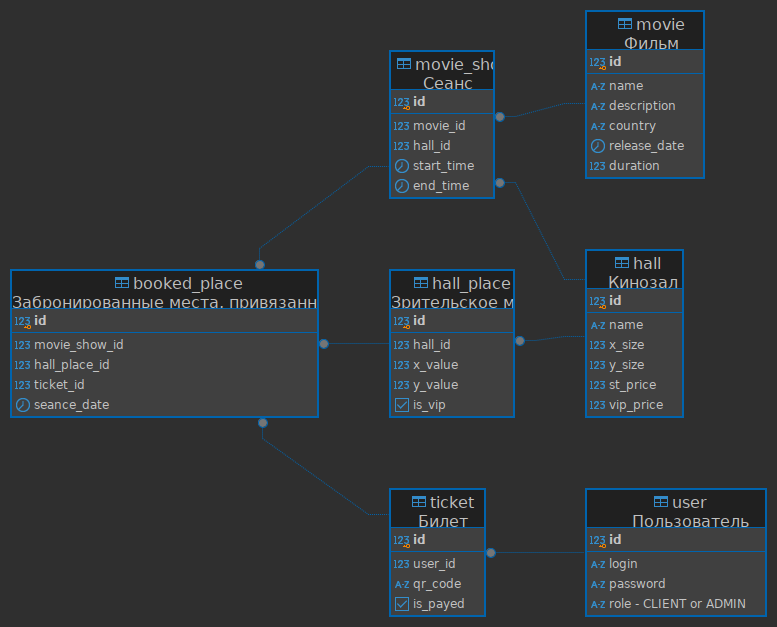 movie
Фильм
123 id
A-Z name
A-Z description
A-Z country
release_date
123 duration
movie_sho
Сеанс
123 id
123 movie_id
123 hall_id
start_time
end_time
booked_place
Забронированные места, привязанн
123 id
123 movie_show_id
123 hall_place_id
123 ticket_id
seance_date
hall_place
Зрительское м
123 id
123 hall_id
123 x_value
123 y_value
is_vip
hall
Кинозал
123 id
A-Z name
123 x_size
123 y_size
123 st_price
123 vip_price
ticket
Билет
123 id
123 user_id
A-Z qr_code
is_payed
user
Пользователь
123 id
A-Z login
A-Z password
A-Z role - CLIENT or ADMIN